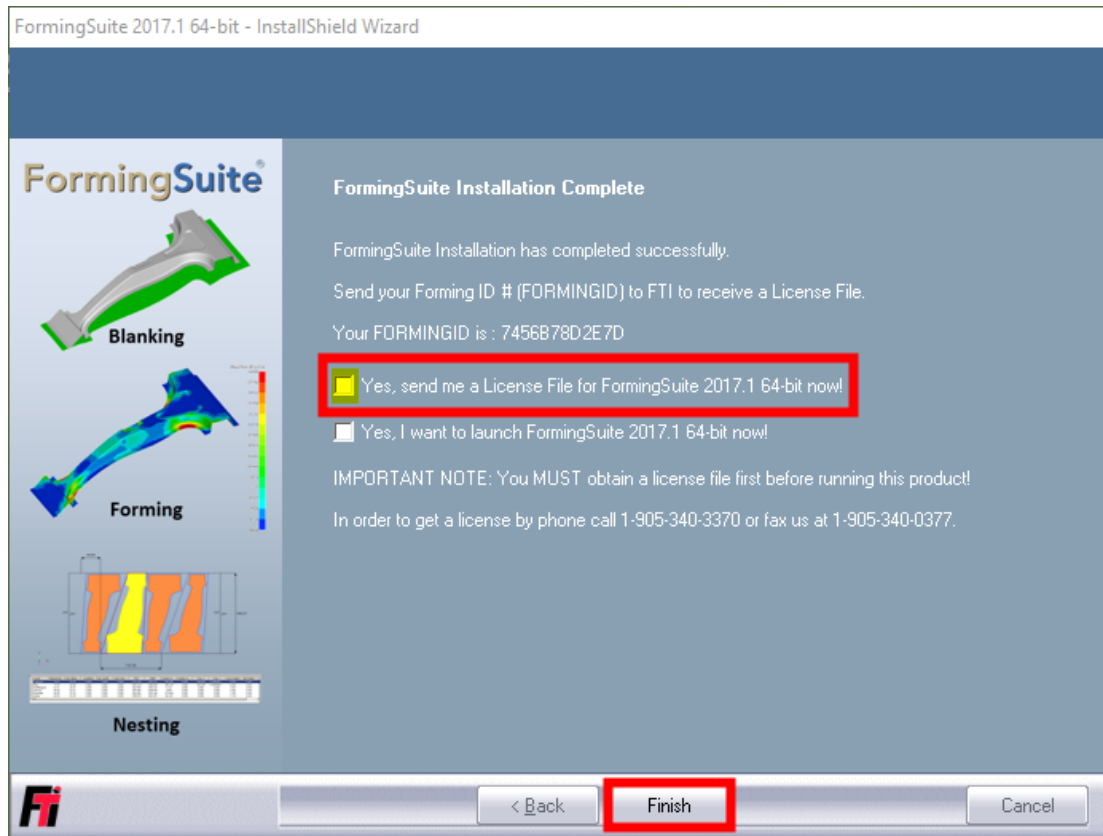 FormingSuite 2017.1 64-bit - InstallShield Wizard
FormingSuite®
Blanking
Forming
Nesting
FormingSuite Installation Complete
FormingSuite Installation has completed successfully.
Send your Forming ID # (FORMINGID) to FTI to receive a License File.
Your FORMINGID is : 7456B78D2E7D
Yes, send me a License File for FormingSuite 2017.1 64-bit now!
Yes, I want to launch FormingSuite 2017.1 64-bit now!
IMPORTANT NOTE: You MUST obtain a license file first before running this product!
In order to get a license by phone call 1-905-340-3370 or fax us at 1-905-340-0377.
FTi
< Back
Finish
Cancel